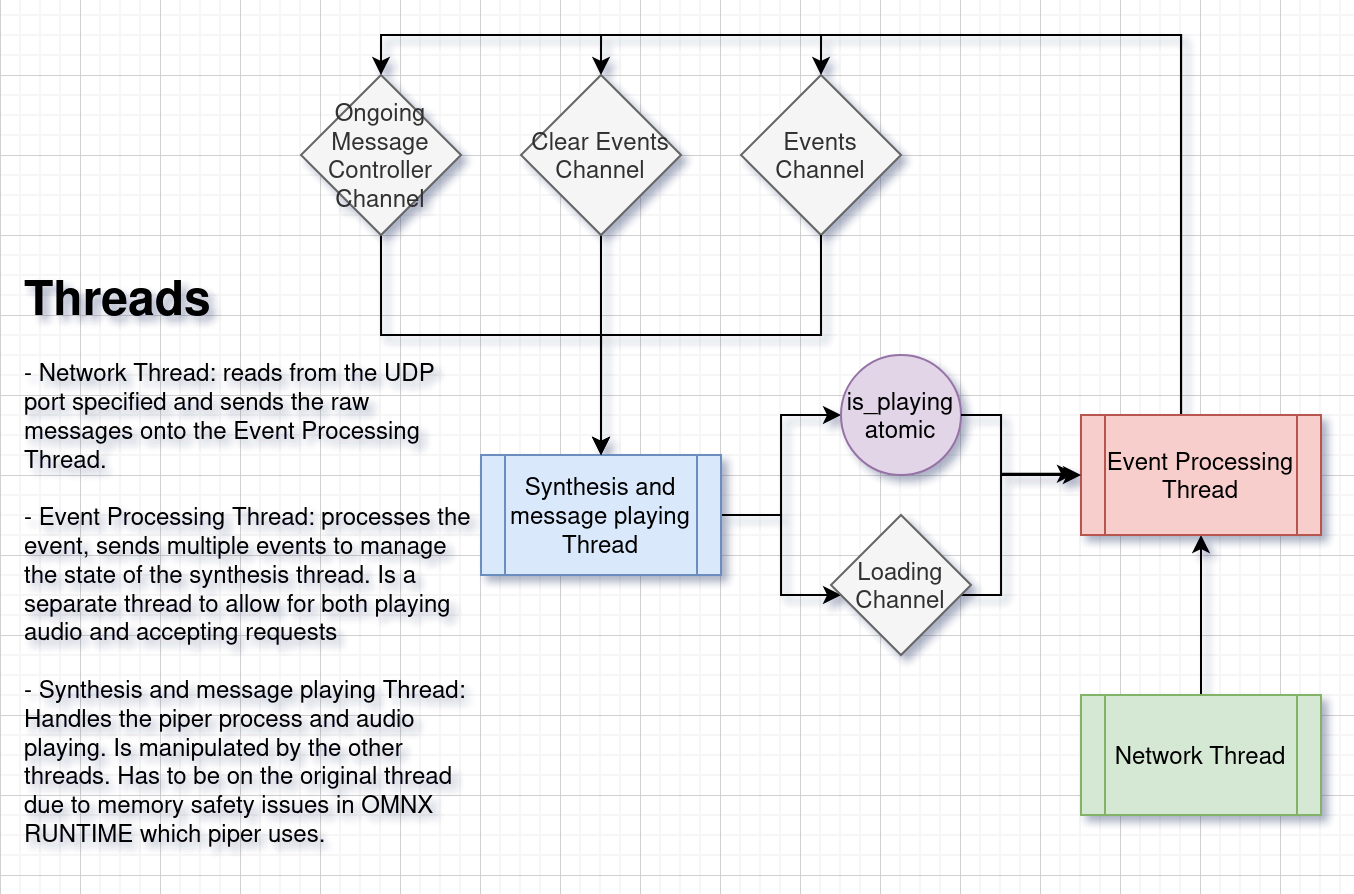 Ongoing
Message
Controller
Channel
Clear Events
Channel
Events
Channel
Threads
- Network Thread: reads from the UDP
port specified and sends the raw
messages onto the Event Processing
Thread.
- Event Processing Thread: processes the
event, sends multiple events to manage
the state of the synthesis thread. Is a
separate thread to allow for both playing
audio and accepting requests
- Synthesis and message playing Thread:
Handles the piper process and audio
playing. Is manipulated by the other
threads. Has to be on the original thread
due to memory safety issues in OMNX
RUNTIME which piper uses.
Synthesis and
message playing
Thread
is_playing
atomic
Loading
Channel
Event Processing
Thread
Network Thread